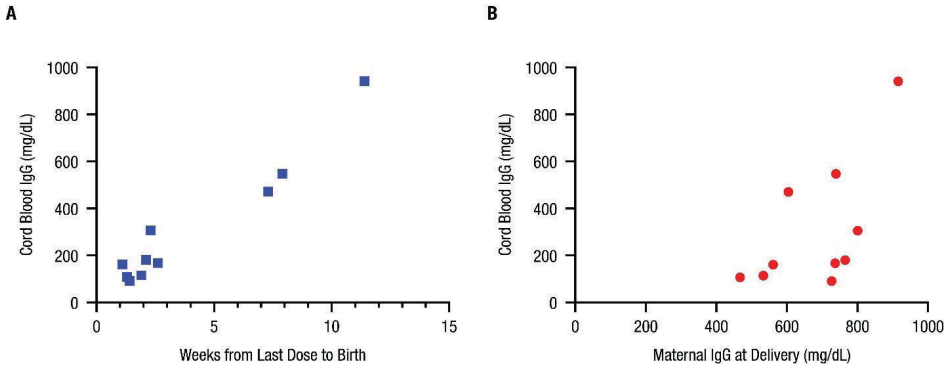 A
Cord Blood IgG (mg/dL)
1000
800
600
400
200
0
0 5 10 15
Weeks from Last Dose to Birth
B
Cord Blood IgG (mg/dL)
1000
800
600
400
200
0
0 200 400 600 800 1000
Maternal IgG at Delivery (mg/dL)